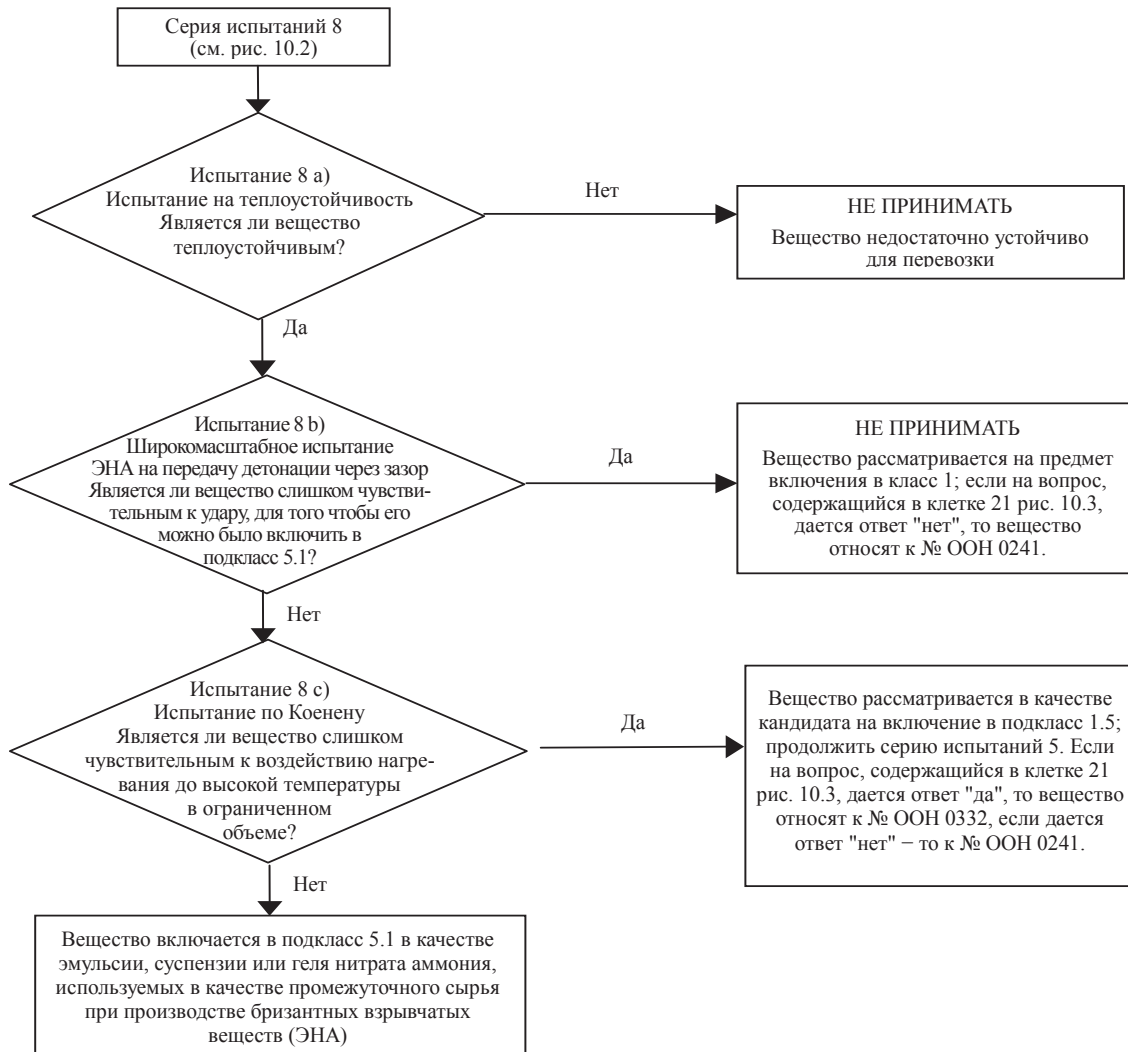 Серия испытаний 8
(см. рис. 10.2)
Испытание 8 a)
Испытание на теплоустойчивость
Является ли вещество
теплоустойчивым?
Нет
НЕ ПРИНИМАТЬ
Вещество недостаточно устойчиво
для перевозки
Да
Испытание 8 b)
Широкомасштабное испытание
ЭНА на передачу детонации через зазор
Является ли вещество слишком чувстви-
тельным к удару, для того чтобы его
можно было включить в
подкласс 5.1?
Да
НЕ ПРИНИМАТЬ
Вещество рассматривается на предмет
включения в класс 1; если на вопрос,
содержащийся в клетке 21 рис. 10.3,
дается ответ "нет", то вещество
относят к № ООН 0241.
Нет
Испытание 8 c)
Испытание по Коенену
Является ли вещество слишком
чувствительным к воздействию нагре-
вания до высокой температуры
в ограниченном
объеме?
Да
Вещество рассматривается в качестве
кандидата на включение в подкласс 1.5;
продолжить серию испытаний 5. Если
на вопрос, содержащийся в клетке 21
рис. 10.3, дается ответ "да", то вещество
относят к № ООН 0332, если дается
ответ "нет" − то к № ООН 0241.
Нет
Вещество включается в подкласс 5.1 в качестве
эмульсии, суспензии или геля нитрата аммония,
используемых в качестве промежуточного сырья
при производстве бризантных взрывчатых
веществ (ЭНА)